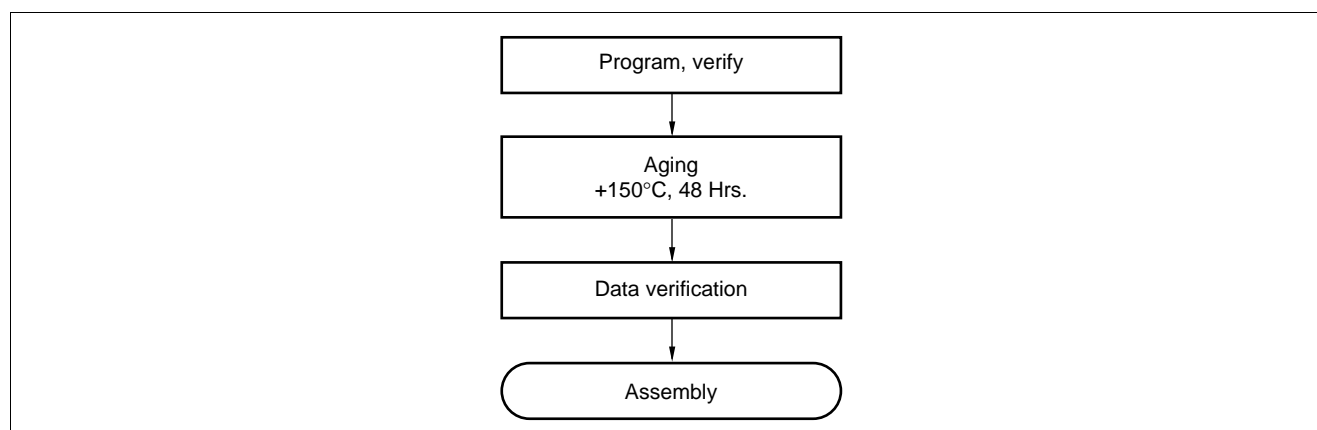 Program, verify
Aging
+150°C, 48 Hrs.
Data verification
Assembly